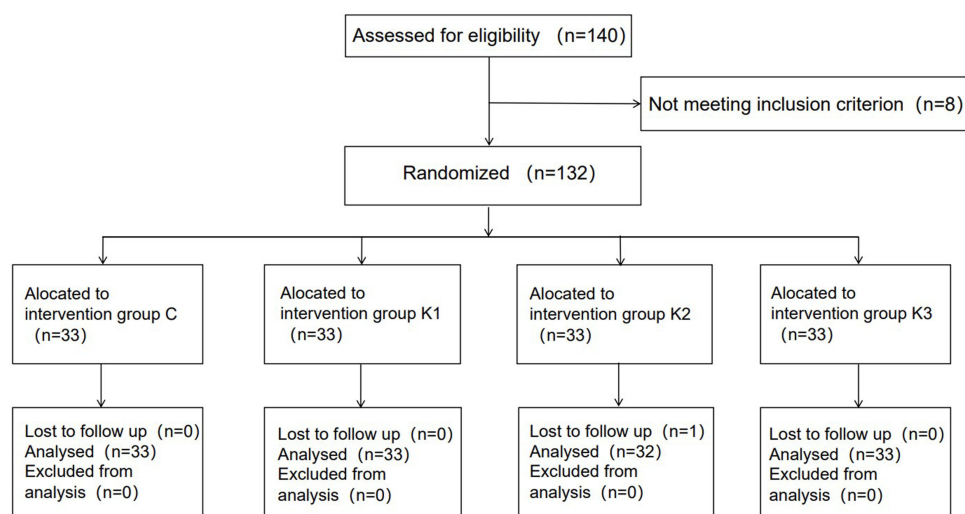 Assessed for eligibility （n=140）
Not meeting inclusion criterion（n=8）
Randomized （n=132）
Alocated to
intervention group C
（n=33）
Alocated to
intervention group K1
（n=33）
Alocated to
intervention group K2
（n=33）
Alocated to
intervention group K3
（n=33）
Lost to follow up（n=0）
Analysed（n=33）
Excluded from
analysis（n=0）
Lost to follow up（n=0）
Analysed（n=33）
Excluded from
analysis（n=0）
Lost to follow up（n=1）
Analysed（n=32）
Excluded from
analysis（n=0）
Lost to follow up（n=0）
Analysed（n=33）
Excluded from
analysis（n=0）